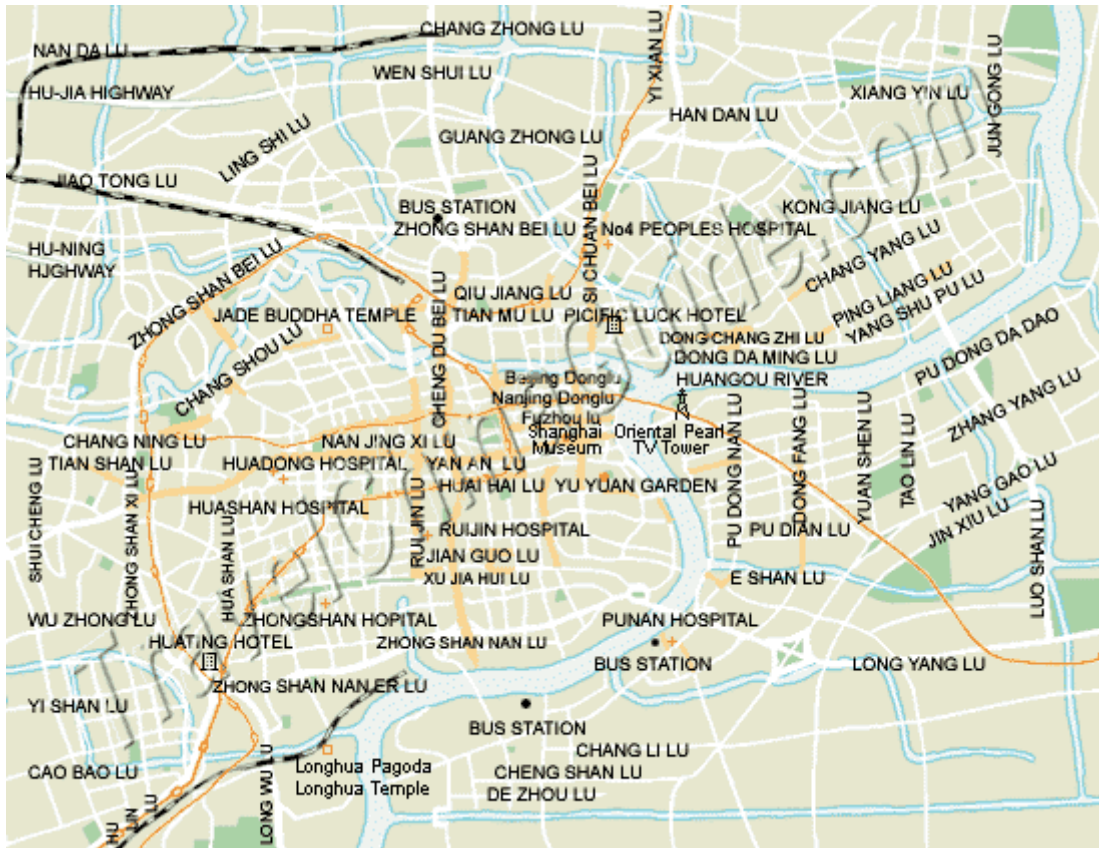 CHANG ZHONG LU
NAN DA LU
WEN SHUI LU
YI XIAN LU
HU-JIA HIGHWAY
XIANG YIN LU
HAN DAN LU
JUN GONG LU
GUANG ZHONG LU
LING SHI LU
JIAO TONG LU
BUS STATION
KONG JIANG LU
ZHONG SHAN BEI LU
No4 PEOPLES HOSPITAL
SI CHUAN BEI LU
HU-NING
HJGHWAY
CHANG YANG LU
ZHONG SHAN BEI LU
QIU JIANG LU
PING LIANG LU
YANG SHU PU LU
JADE BUDDHA TEMPLE
TIAN MU LU
PICIFIC LUCK HOTEL
CHENG DU BEI LU
DONG CHANG ZHI LU
DONG DA MING LU
PU DONG DA DAO
CHANG SHOU LU
Beijing Donglu
HUANGOU RIVER
Nanjing Donglu
Fuzhou lu
ZHANG YANG LU
Shanghai
Museum
Oriental Pearl
TV Tower
CHANG NING LU
NAN JING XI LU
TIAN SHAN LU
HUADONG HOSPITAL
YAN AN LU
HUAI HAI LU
YU YUAN GARDEN
PU DONG NAN LU
DONG FANG LU
YUAN SHEN LU
TAO LIN LU
YANG GAO LU
JIN XIU LU
SHUI CHENG LU
ZHONG SHAN XI LU
HUASHAN HOSPITAL
HUA SHAN LU
RUI JIN LU
RUIJIN HOSPITAL
PU DIAN LU
JIAN GUO LU
XU JIA HUI LU
E SHAN LU
LUO SHAN LU
WU ZHONG LU
ZHONGSHAN HOPITAL
PUNAN HOSPITAL
HUATING HOTEL
ZHONG SHAN NAN LU
BUS STATION
LONG YANG LU
ZHONG SHAN NAN ER LU
YI SHAN LU
BUS STATION
CHANG LI LU
CAO BAO LU
Longhua Pagoda
Longhua Temple
CHENG SHAN LU
DE ZHOU LU
LONG WU LU
HU
LIN
LU
TravelChinaGuide.com